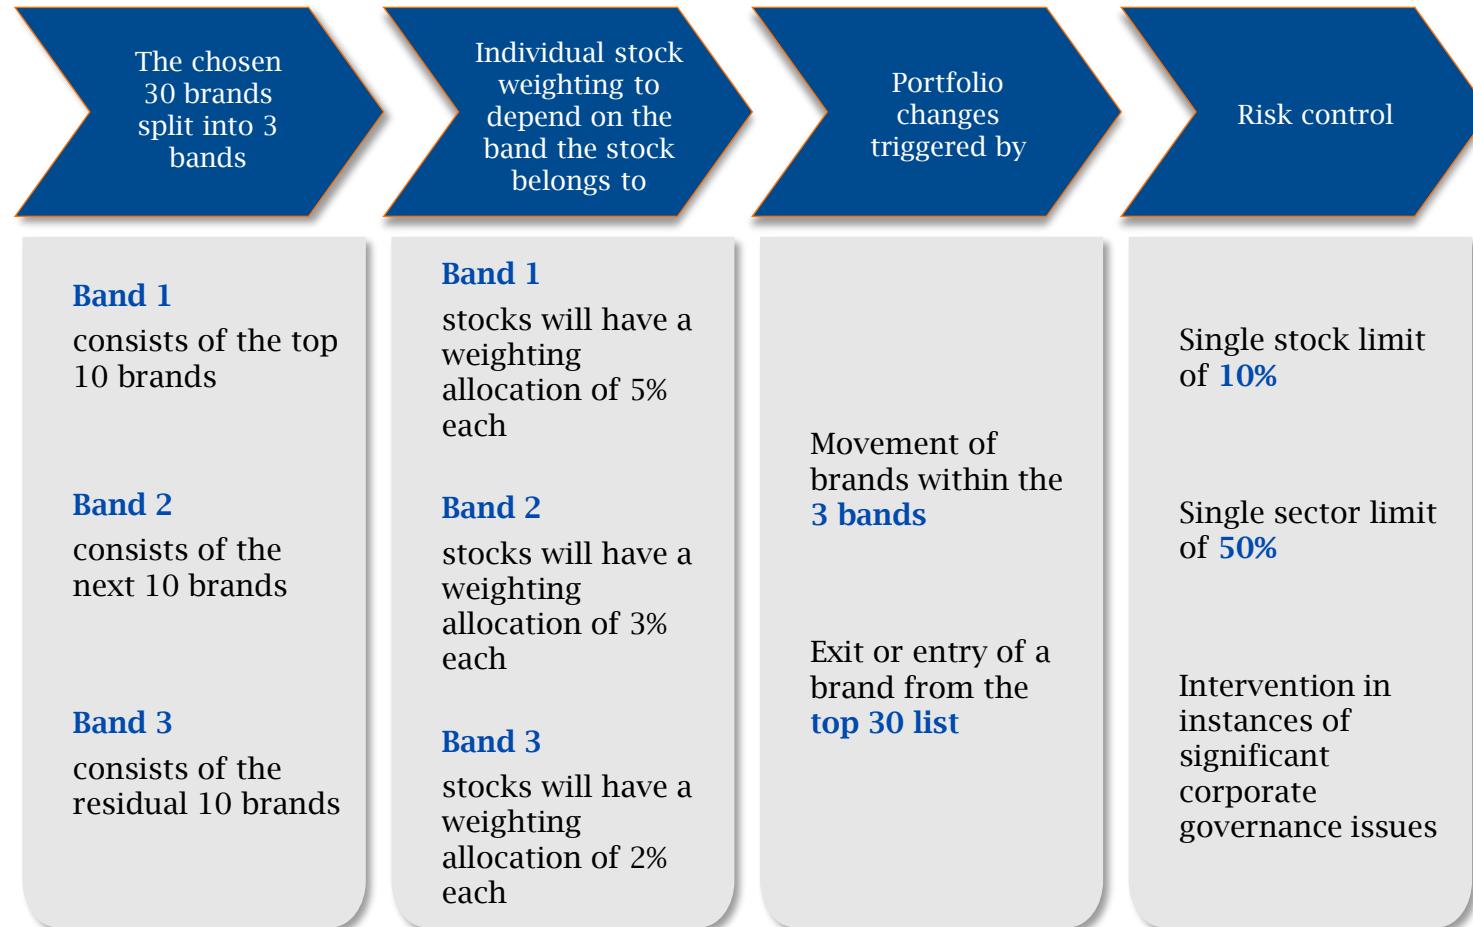 The chosen
30 brands
split into 3
bands
Individual stock
weighting to
depend on the
band the stock
belongs to
Portfolio
changes
triggered by
Risk control
Band 1
consists of the top
10 brands
Band 2
consists of the
next 10 brands
Band 3
consists of the
residual 10 brands
Band 1
stocks will have a
weighting
allocation of 5%
each
Band 2
stocks will have a
weighting
allocation of 3%
each
Band 3
stocks will have a
weighting
allocation of 2%
each
Movement of
brands within the
3 bands
Exit or entry of a
brand from the
top 30 list
Single stock limit
of 10%
Single sector limit
of 50%
Intervention in
instances of
significant
corporate
governance issues